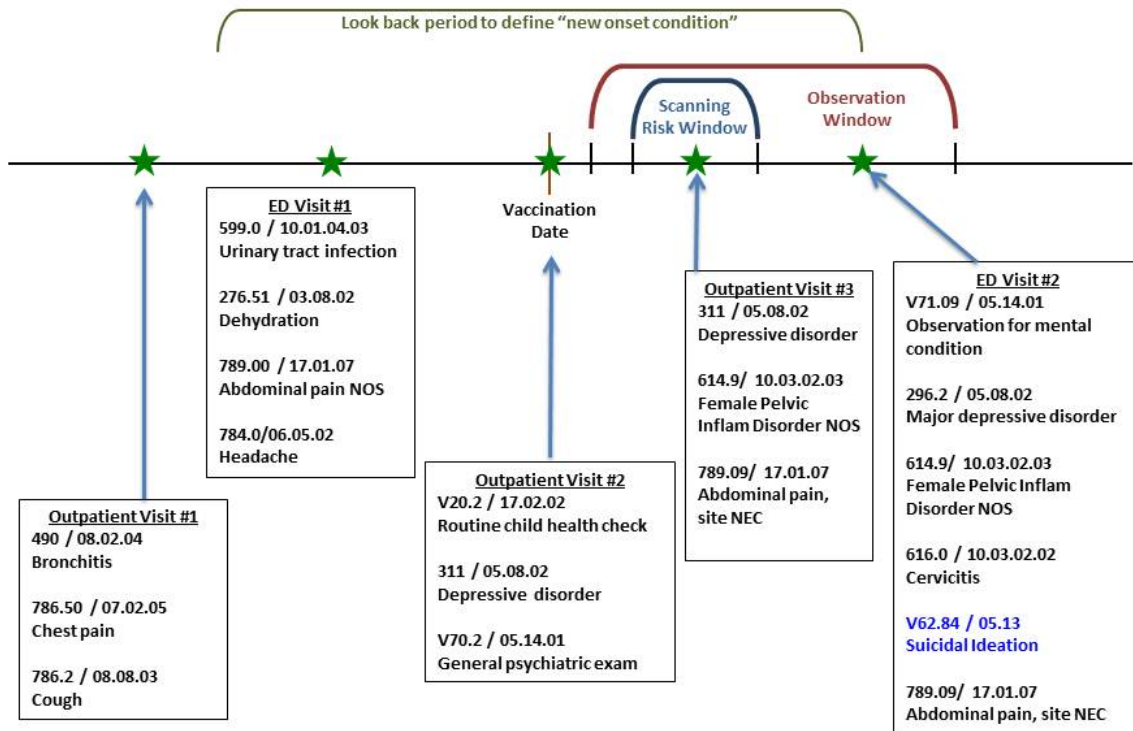 Look back period to define “new onset condition”
Scanning
Risk Window
Observation
Window
Vaccination
Date
Outpatient Visit #1
490 / 08.02.04
Bronchitis
786.50 / 07.02.05
Chest pain
786.2 / 08.08.03
Cough
ED Visit #1
599.0 / 10.01.04.03
Urinary tract infection
276.51 / 03.08.02
Dehydration
789.00 / 17.01.07
Abdominal pain NOS
784.0/06.05.02
Headache
Outpatient Visit #2
V20.2 / 17.02.02
Routine child health check
311 / 05.08.02
Depressive disorder
V70.2 / 05.14.01
General psychiatric exam
Outpatient Visit #3
311 / 05.08.02
Depressive disorder
614.9/ 10.03.02.03
Female Pelvic
Inflam Disorder NOS
789.09/ 17.01.07
Abdominal pain,
site NEC
ED Visit #2
V71.09 / 05.14.01
Observation for mental
condition
296.2 / 05.08.02
Major depressive disorder
614.9/ 10.03.02.03
Female Pelvic Inflam
Disorder NOS
616.0 / 10.03.02.02
Cervicitis
V62.84 / 05.13
Suicidal Ideation
789.09/ 17.01.07
Abdominal pain, site NEC